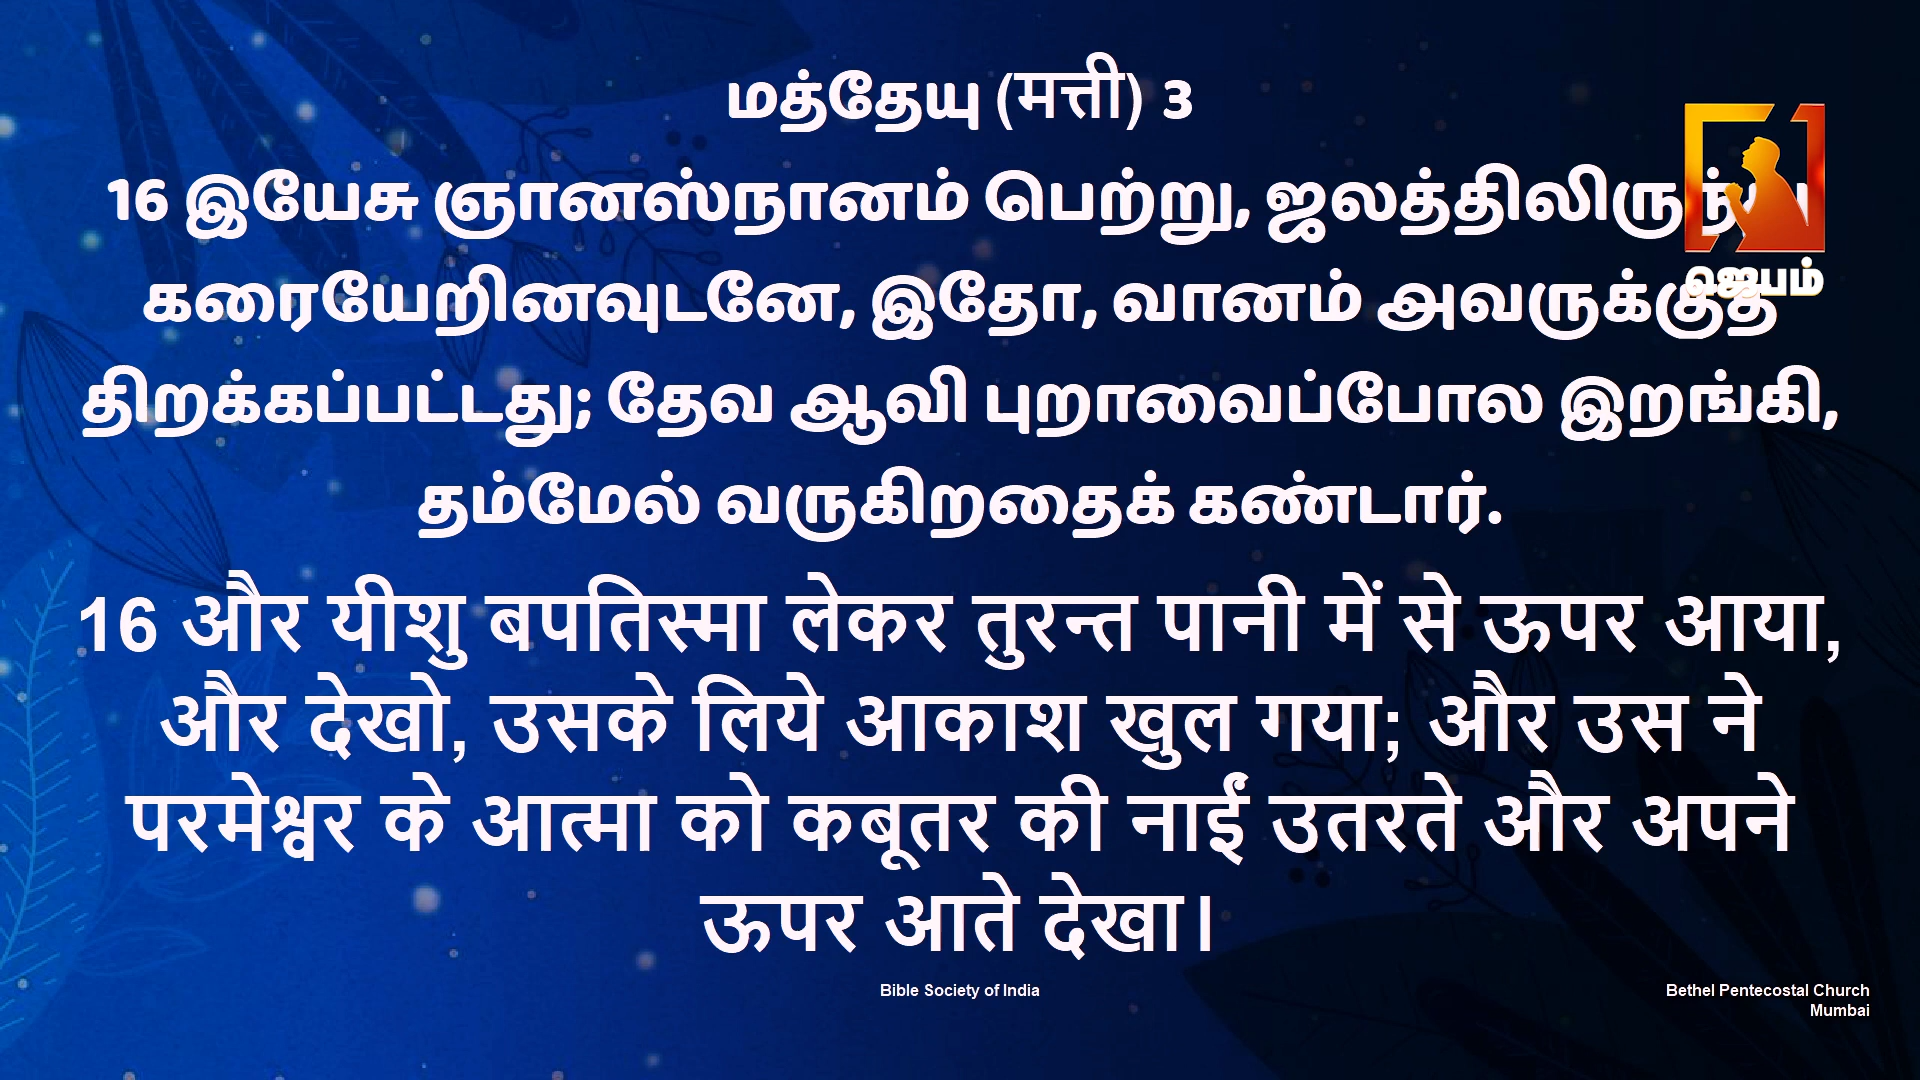 மத்தேயு (मत्ती) 3
16 இயேசு ஞானஸ்நானம் பெற்று, ஜலத்திலிருந்து
கரையேறினவுடனே, இதோ, வானம் அவருக்குத்
திறக்கப்பட்டது; தேவ ஆவி புறாவைப்போல இறங்கி,
தம்மேல் வருகிறதைக் கண்டார்.
ஜெபம்
16 और यीशु बपतिस्मा लेकर तुरन्त पानी में से ऊपर आया,
और देखो, उसके लिये आकाश खुल गया; और उस ने
परमेश्वर के आत्मा को कबूतर की नाईं उतरते और अपने
ऊपर आते देखा।
Bible Society of India
Bethel Pentecostal Church
Mumbai